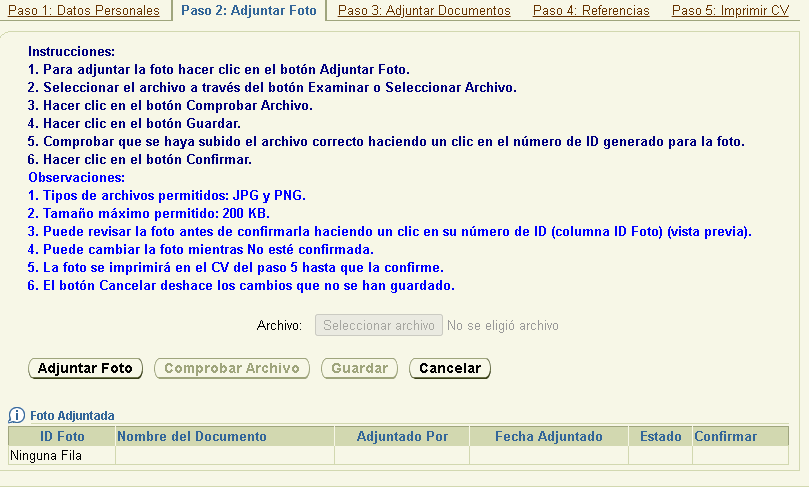 Paso 1: Datos Personales Paso 2: Adjuntar Foto Paso 3: Adjuntar Documentos Paso 4: Referencias Paso 5: Imprimir CV
Instrucciones:
1. Para adjuntar la foto hacer clic en el botón Adjuntar Foto.
2. Seleccionar el archivo a través del botón Examinar o Seleccionar Archivo.
3. Hacer clic en el botón Comprobar Archivo.
4. Hacer clic en el botón Guardar.
5. Comprobar que se haya subido el archivo correcto haciendo un clic en el número de ID generado para la foto.
6. Hacer clic en el botón Confirmar.
Observaciones:
1. Tipos de archivos permitidos: JPG y PNG.
2. Tamaño máximo permitido: 200 KB.
3. Puede revisar la foto antes de confirmarla haciendo un clic en su número de ID (columna ID Foto) (vista previa).
4. Puede cambiar la foto mientras No esté confirmada.
5. La foto se imprimirá en el CV del paso 5 hasta que la confirme.
6. El botón Cancelar deshace los cambios que no se han guardado.
Archivo: Seleccionar archivo No se eligió archivo
Adjuntar Foto Comprobar Archivo Guardar Cancelar
Foto Adjuntada
ID Foto Nombre del Documento Adjuntado Por Fecha Adjuntado Estado Confirmar
Ninguna Fila